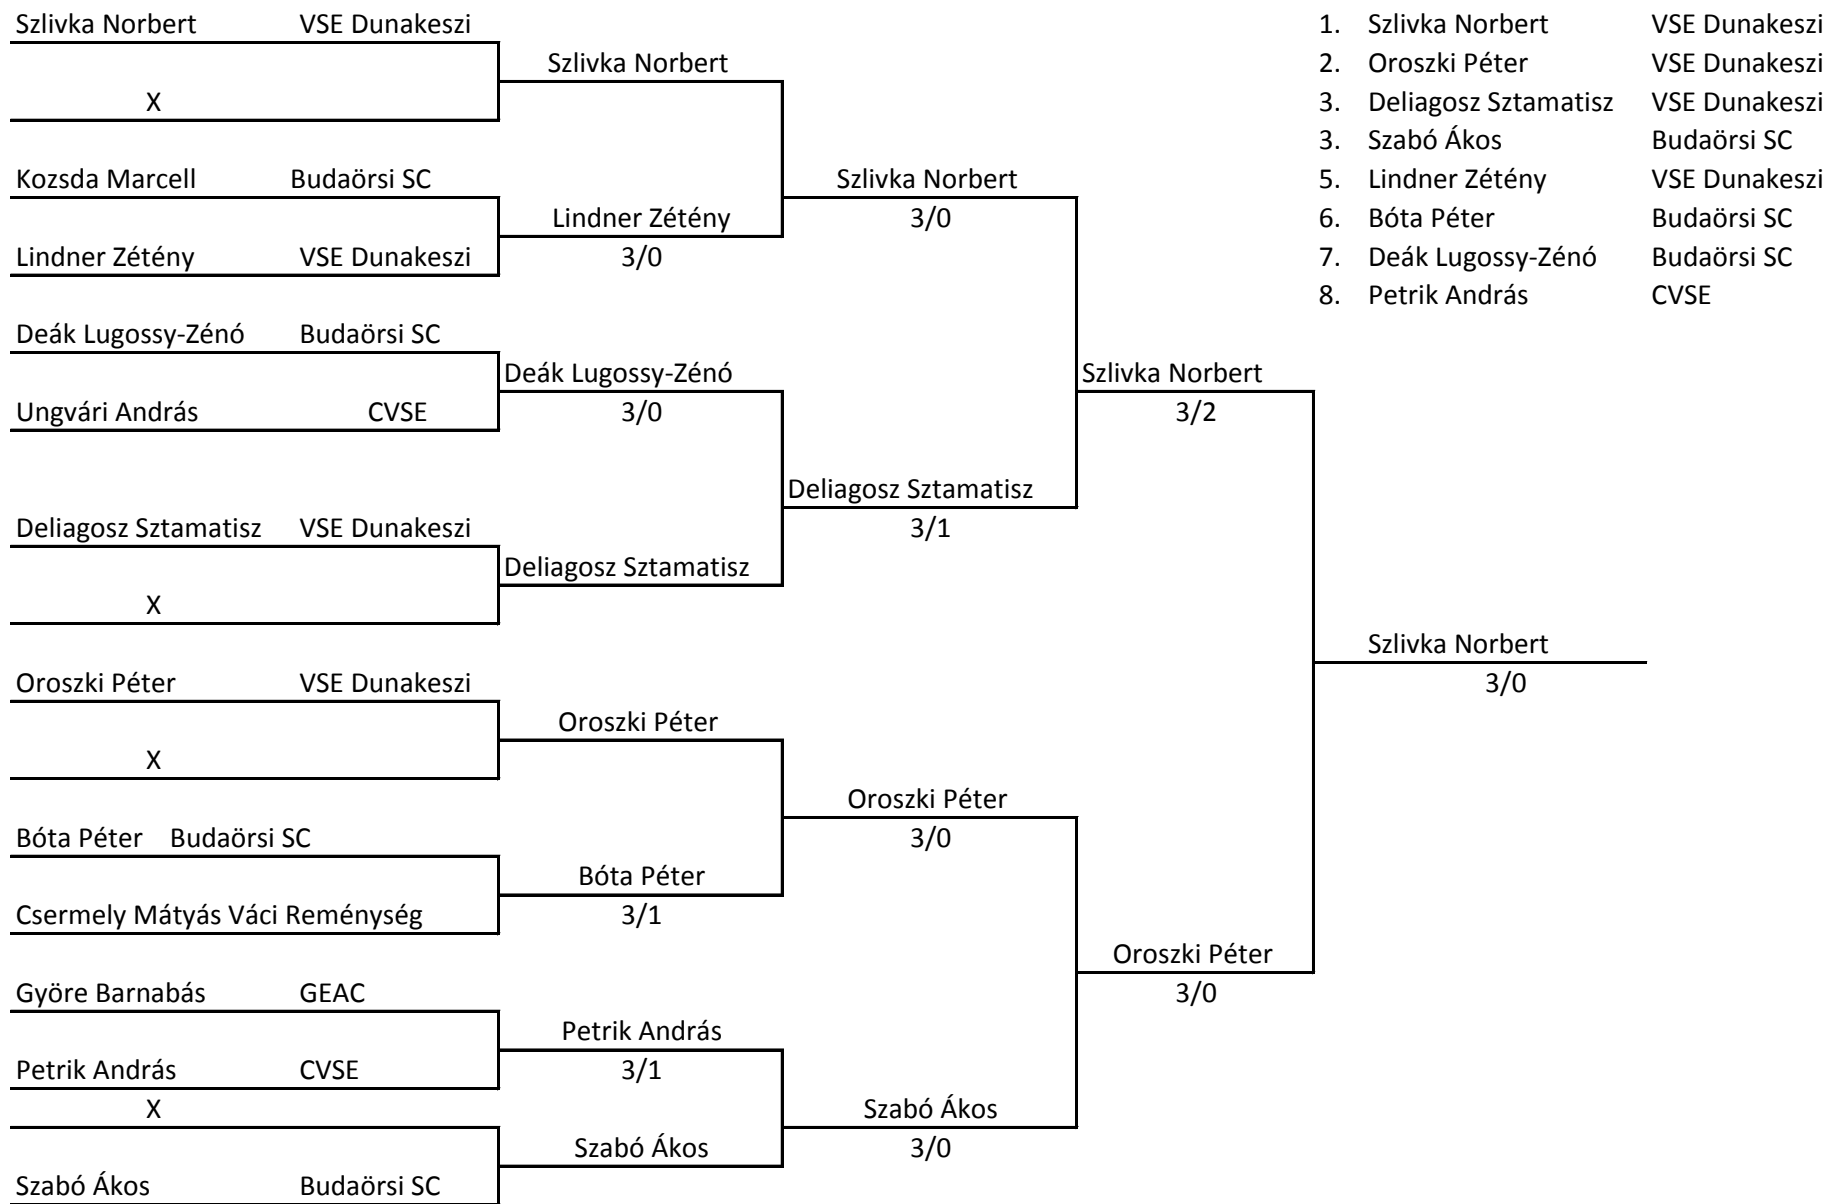 Szlivka Norbert VSE Dunakeszi 1. Szlivka Norbert VSE Dunakeszi
Szlivka Norbert 2. Oroszki Péter VSE Dunakeszi
X 3. Deliagosz Sztamatisz VSE Dunakeszi
3. Szabó Ákos Budaörsi SC
Kozsda Marcell Budaörsi SC Szlivka Norbert 5. Lindner Zétény VSE Dunakeszi
Lindner Zétény 3/0 6. Bóta Péter Budaörsi SC
Lindner Zétény VSE Dunakeszi 3/0 7. Deák Lugossy-Zénó Budaörsi SC
8. Petrik András CVSE
Deák Lugossy-Zénó Budaörsi SC
Deák Lugossy-Zénó Szlivka Norbert
Ungvári András CVSE 3/0 3/2
Deliagosz Sztamatisz
Deliagosz Sztamatisz VSE Dunakeszi 3/1
Deliagosz Sztamatisz
X
Szlivka Norbert
Oroszki Péter VSE Dunakeszi 3/0
Oroszki Péter
X
Oroszki Péter
Bóta Péter Budaörsi SC 3/0
Bóta Péter
Csermely Mátyás Váci Reménység 3/1
Oroszki Péter
Györe Barnabás GEAC 3/0
Petrik András
Petrik András CVSE 3/1
X Szabó Ákos
Szabó Ákos 3/0
Szabó Ákos Budaörsi SC